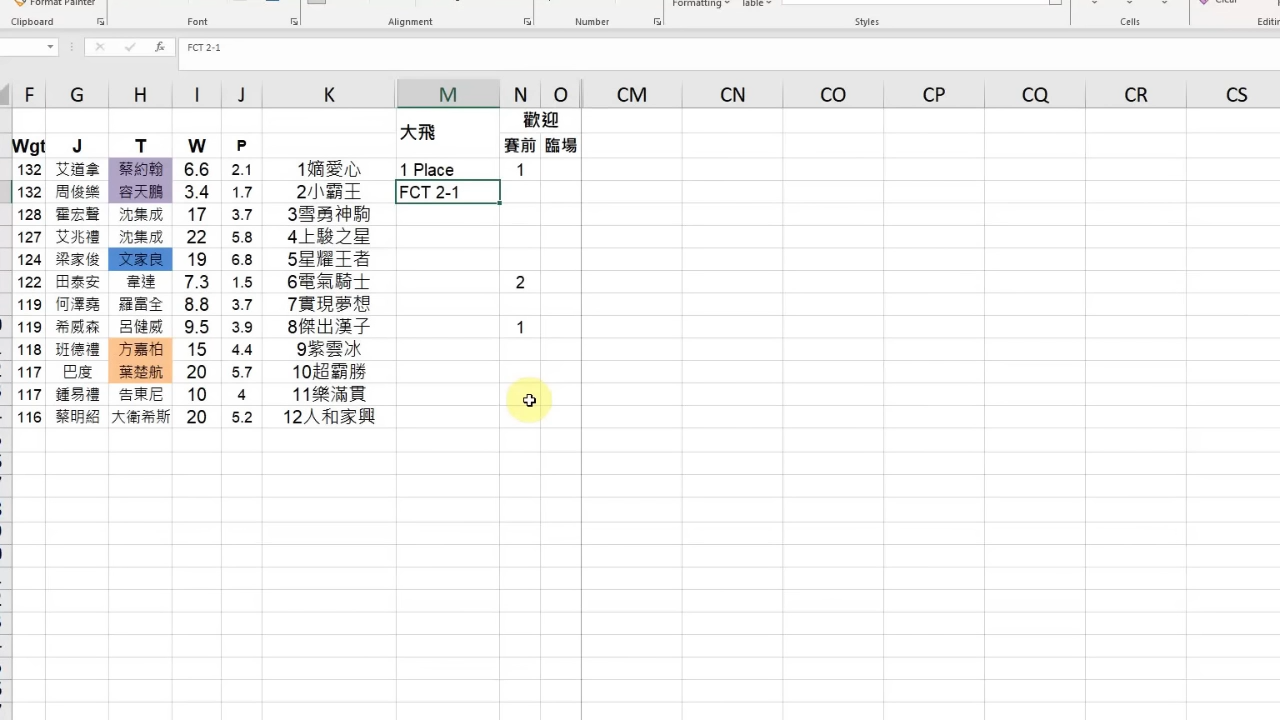 Format Painter
Formatting Table
Clear
Clipboard Font Alignment Number Styles Cells
fx FCT 2-1
F G H I J K M N O CM CN CO CP CQ CR CS
大飛 歡迎
Wgt J T W P 賽前 臨場
132 艾道拿 蔡約翰 6.6 2.1 1嫡愛心 1 Place 1
132 周俊樂 容天鵬 3.4 1.7 2小霸王 FCT 2-1
128 霍宏聲 沈集成 17 3.7 3雪勇神駒
127 艾兆禮 沈集成 22 5.8 4上駿之星
124 梁家俊 文家良 19 6.8 5星耀王者
122 田泰安 韋達 7.3 1.5 6電氣騎士 2
119 何澤堯 羅富全 8.8 3.7 7實現夢想
119 希威森 呂健威 9.5 3.9 8傑出漢子 1
118 班德禮 方嘉柏 15 4.4 9紫雲冰
117 巴度 葉楚航 20 5.7 10超霸勝
117 鍾易禮 告東尼 10 4 11樂滿貫
116 蔡明紹 大衛希斯 20 5.2 12人和家興